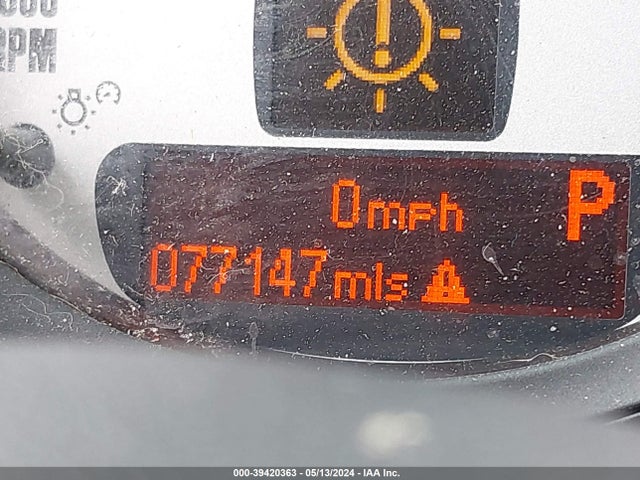 RPM
0mph P
077147mls
000-39420363 - 05/13/2024 - IAA Inc.